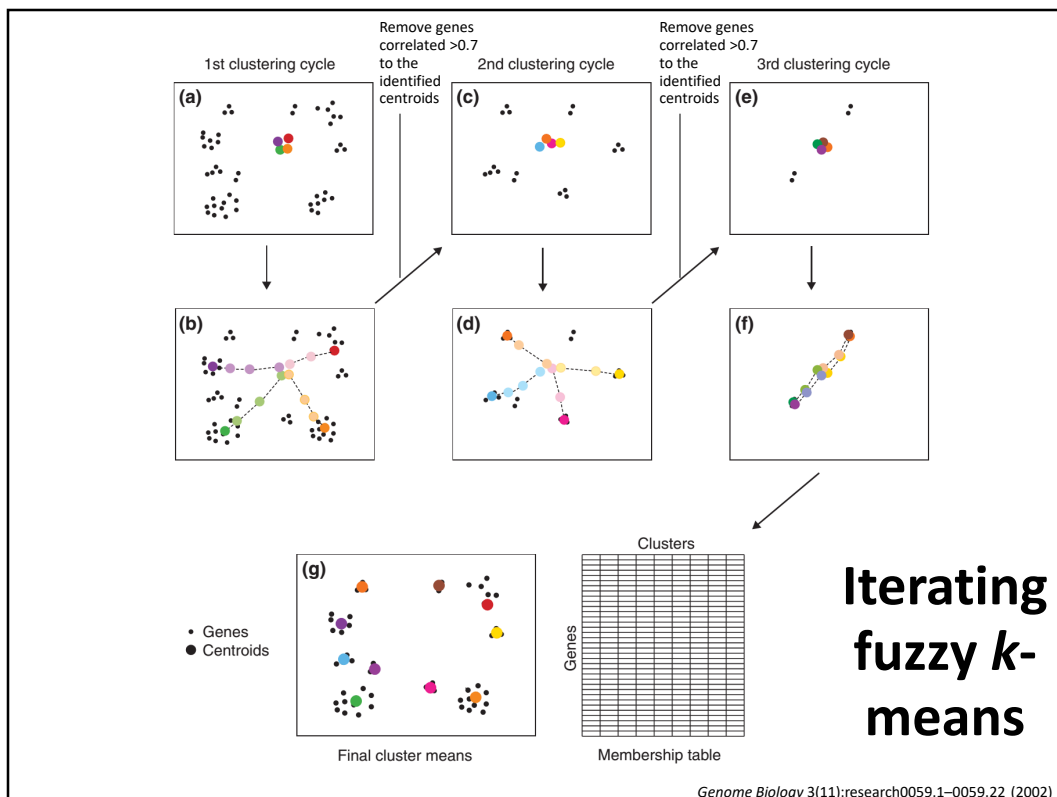 Remove genes
correlated >0.7
to the
identified
centroids
Remove genes
correlated >0.7
to the
identified
centroids
1st clustering cycle
2nd clustering cycle
3rd clustering cycle
(a)
(c)
(e)
(b)
(d)
(f)
(g)
Genes
Centroids
Final cluster means
Clusters
Genes
Membership table
Iterating
fuzzy k-
means
Genome Biology 3(11):research0059.1–0059.22 (2002)